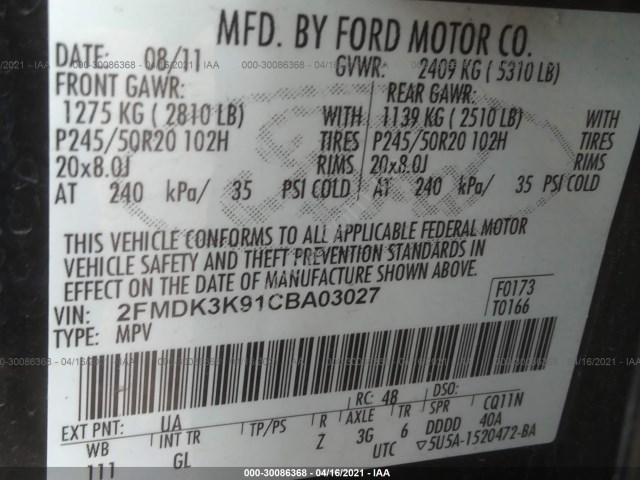 MFD. BY FORD MOTOR CO.
DATE: 08/11 GVWR: 2409 KG ( 5310 LB)
FRONT GAWR: REAR GAWR:
1275 KG ( 2810 LB) WITH 1139 KG ( 2510 LB) WITH
P245/50R20 102H TIRES P245/50R20 102H TIRES
20x8.0J RIMS 20x8.0J RIMS
AT 240 kPa/ 35 PSI COLD AT 240 kPa/ 35 PSI COLD
THIS VEHICLE CONFORMS TO ALL APPLICABLE FEDERAL MOTOR
VEHICLE SAFETY AND THEFT PREVENTION STANDARDS IN
EFFECT ON THE DATE OF MANUFACTURE SHOWN ABOVE.
VIN: 2FMDK3K91CBA03027 F0173
TYPE: MPV T0166
EXT PNT: UA RC: 48 DSO:
WB INT TR TP/PS R AXLE TR SPR CQ11N
111 GL Z 3G 6 DDDD 40A
UTC ▽5U5A-1520472-BA
000-30086368 - 04/16/2021 - IAA